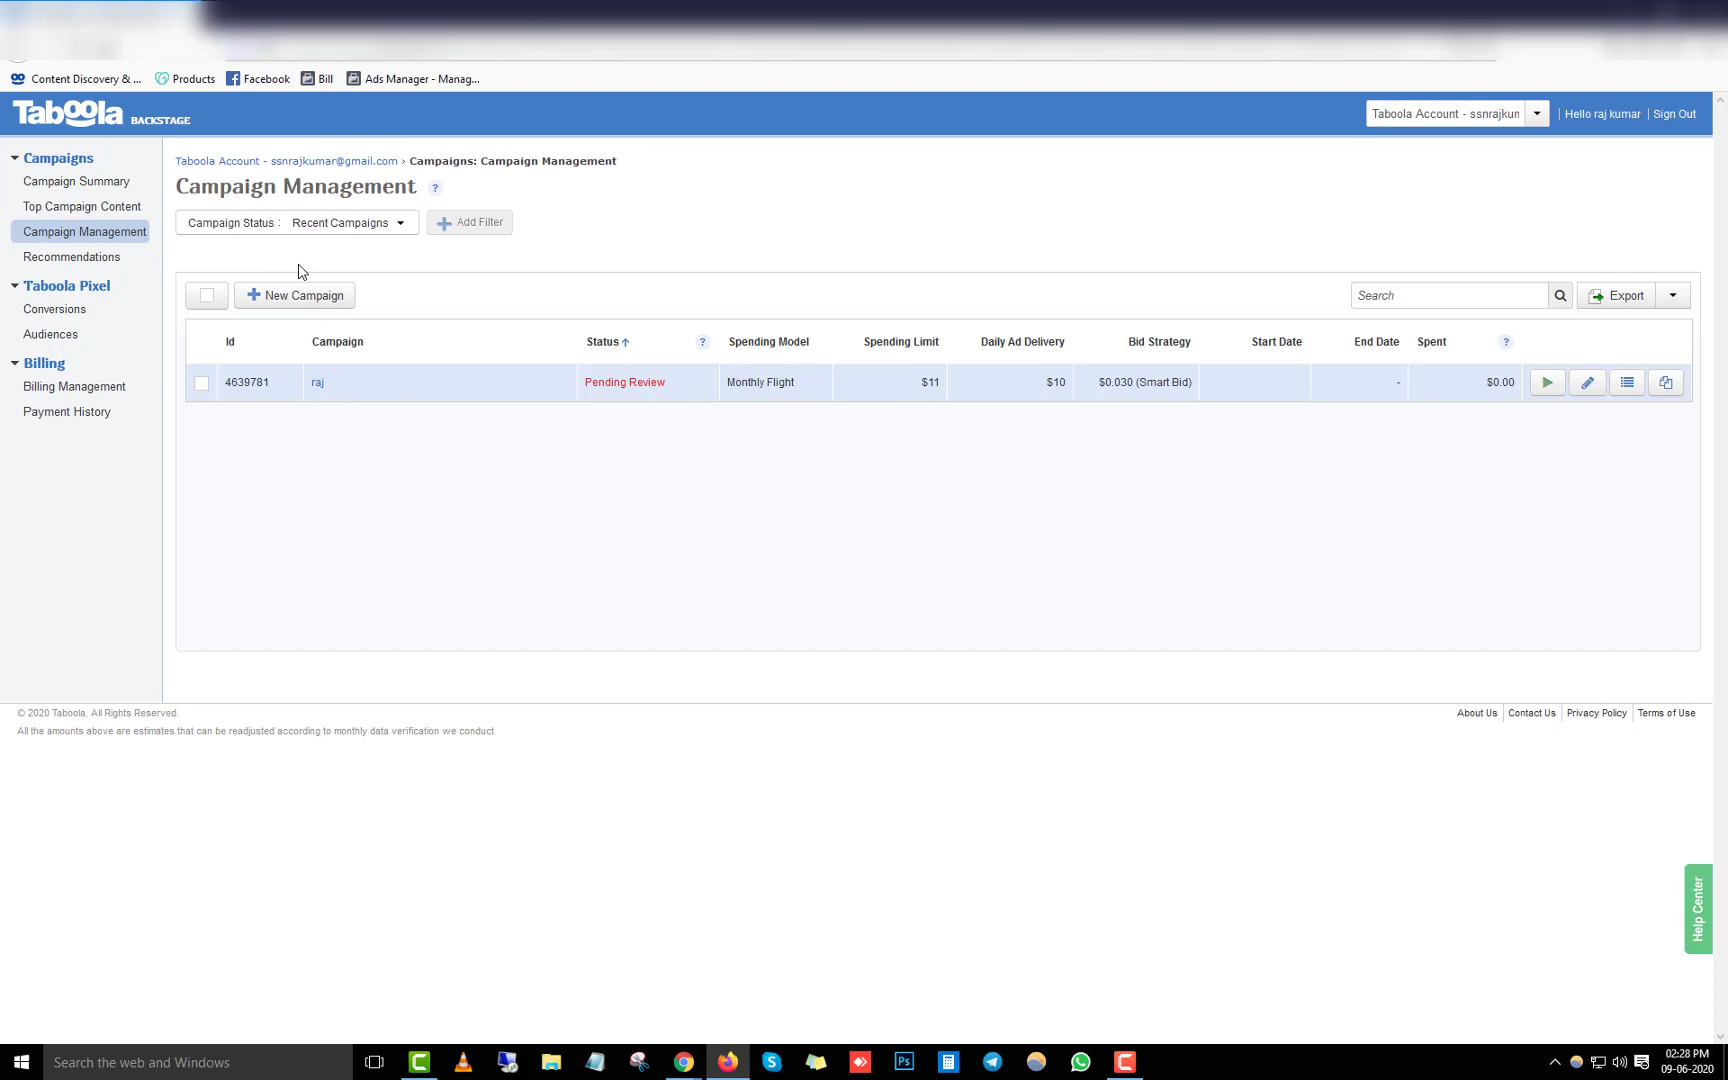 Content Discovery & ... Products Facebook Bill Ads Manager - Manag...
Taboola BACKSTAGE
Taboola Account - ssnrajkun Hello raj kumar Sign Out
Campaigns
Campaign Summary
Top Campaign Content
Campaign Management
Recommendations
Taboola Pixel
Conversions
Audiences
Billing
Billing Management
Payment History
Taboola Account - ssnrajkumar@gmail.com › Campaigns: Campaign Management
Campaign Management ?
Campaign Status : Recent Campaigns Add Filter
New Campaign Search Export
Id Campaign Status ? Spending Model Spending Limit Daily Ad Delivery Bid Strategy Start Date End Date Spent ?
4639781 raj Pending Review Monthly Flight $11 $10 $0.030 (Smart Bid) - $0.00
© 2020 Taboola. All Rights Reserved.
All the amounts above are estimates that can be readjusted according to monthly data verification we conduct
About Us Contact Us Privacy Policy Terms of Use
Help Center
Search the web and Windows
02:28 PM
09-06-2020